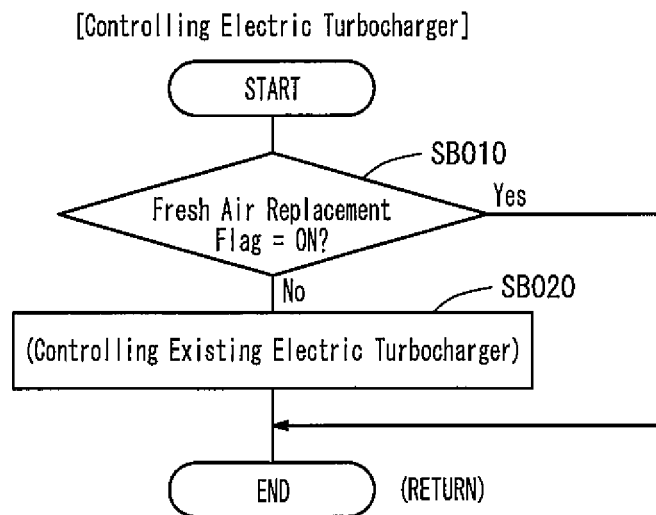 [Controlling Electric Turbocharger]
START
SB010
Fresh Air Replacement
Flag = ON?
Yes
No
SB020
(Controlling Existing Electric Turbocharger)
END
(RETURN)